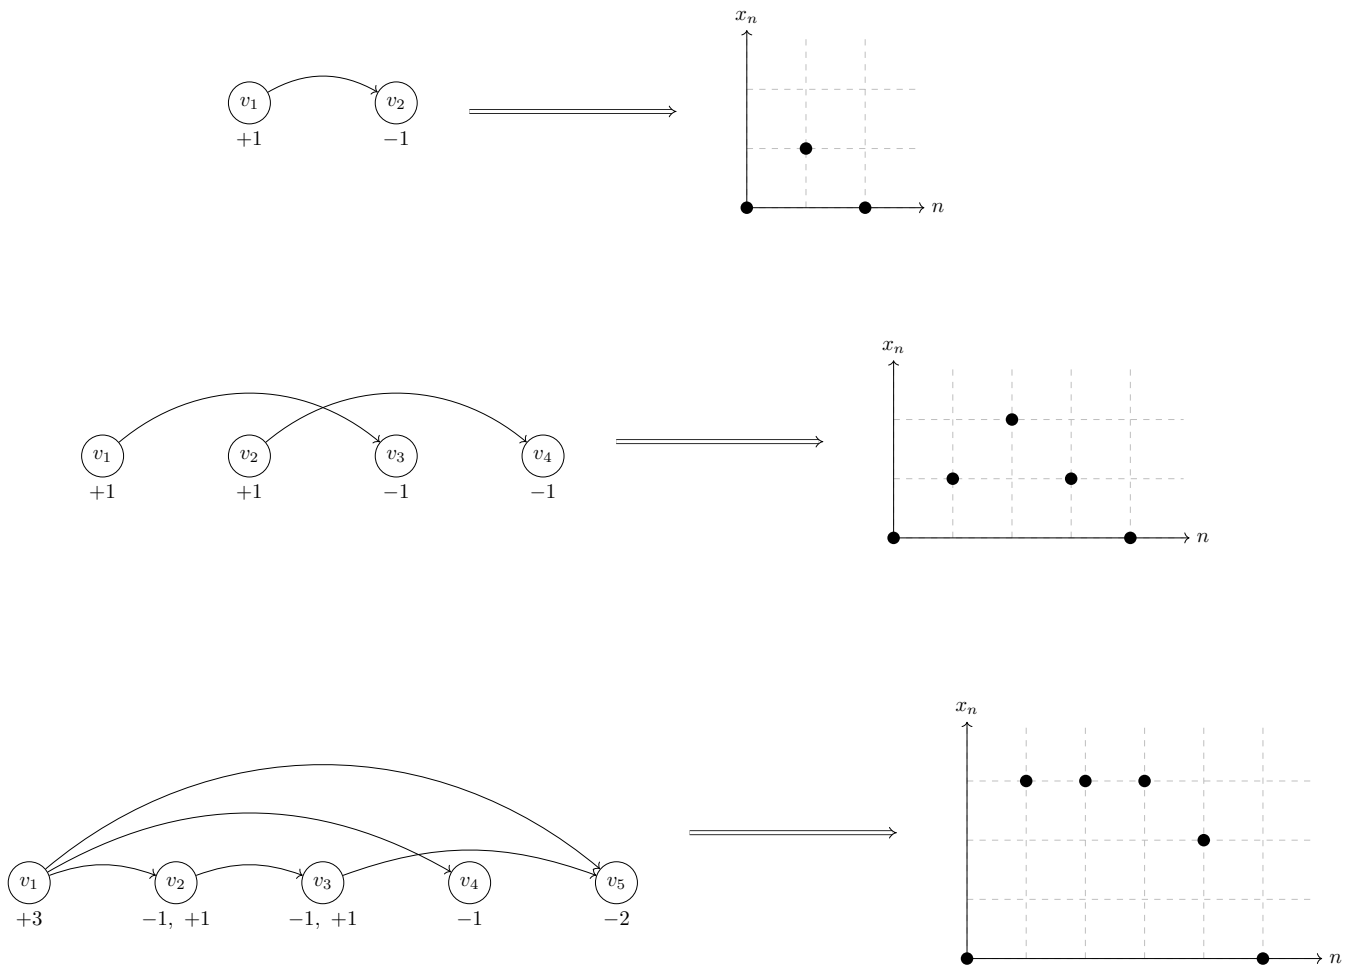 $x_n$
$v_1$ $v_2$
$+1$ $-1$
$n$
$x_n$
$v_1$ $v_2$ $v_3$ $v_4$
$+1$ $+1$ $-1$ $-1$
$n$
$x_n$
$v_1$ $v_2$ $v_3$ $v_4$ $v_5$
$+3$ $-1,\ +1$ $-1,\ +1$ $-1$ $-2$
$n$